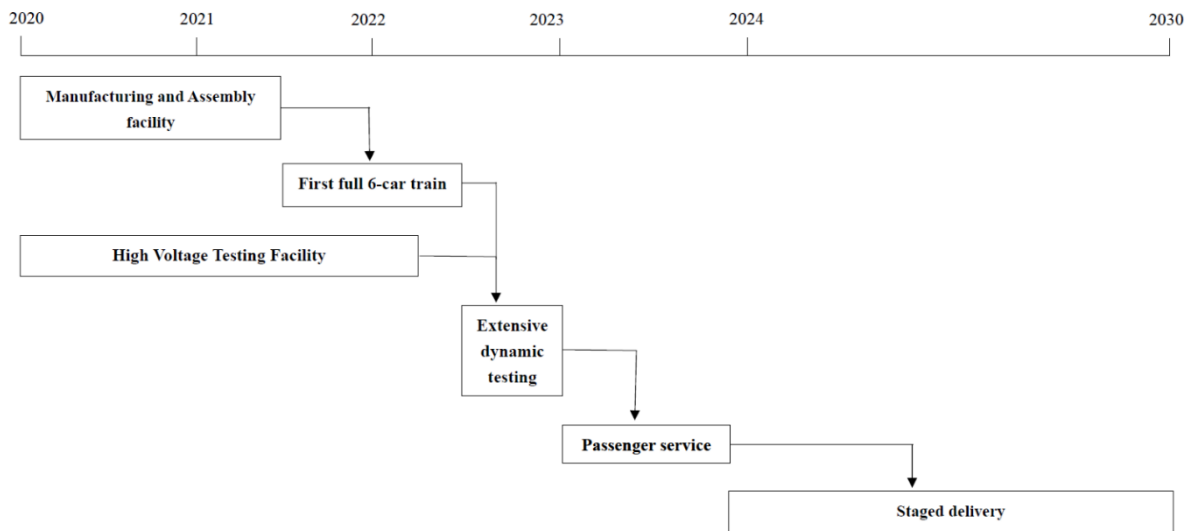 2020 2021 2022 2023 2024 2030
Manufacturing and Assembly
facility
First full 6-car train
High Voltage Testing Facility
Extensive
dynamic
testing
Passenger service
Staged delivery